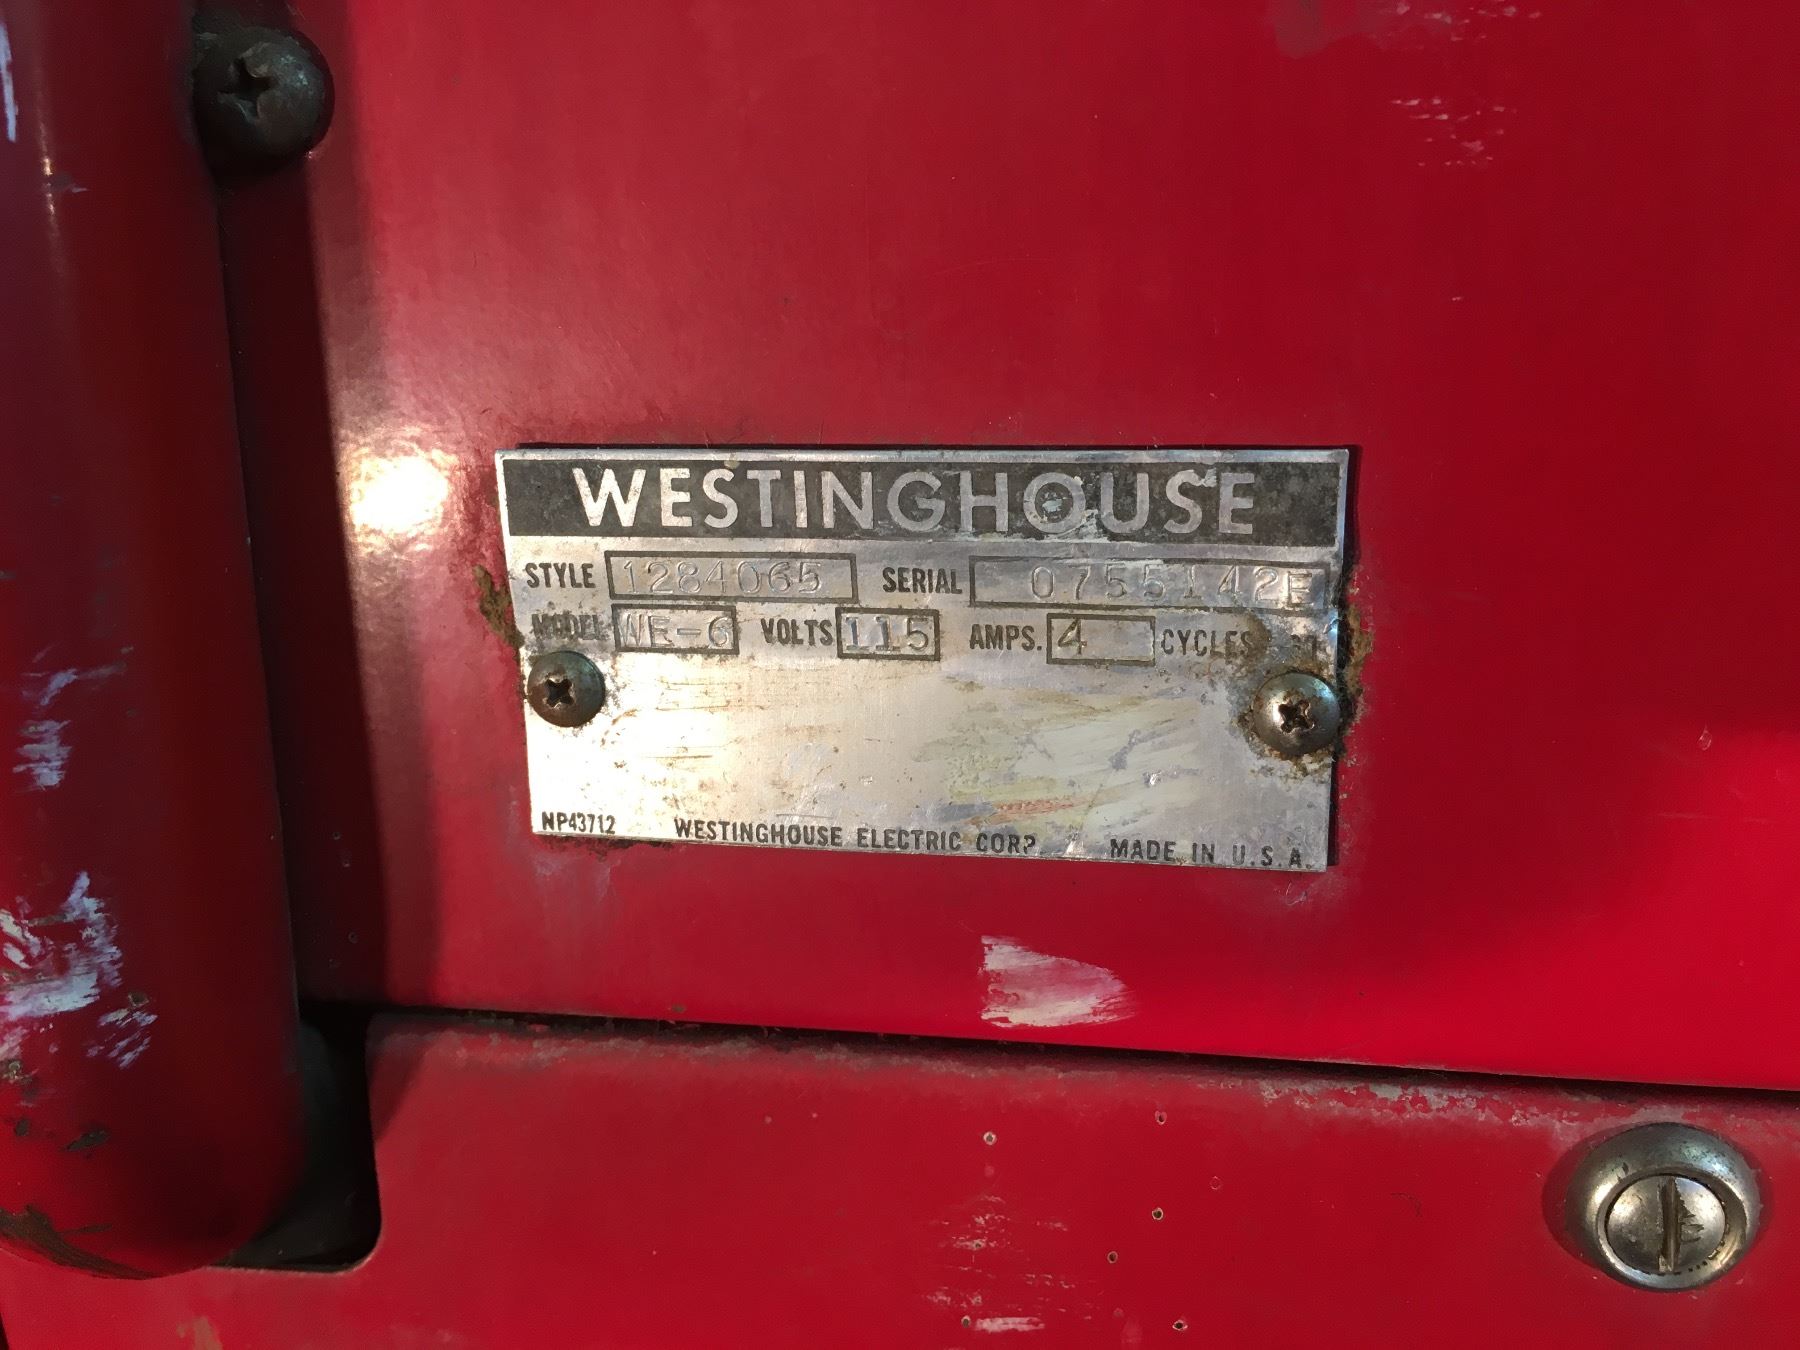 WESTINGHOUSE
STYLE 1284065 SERIAL 0755142E
MODEL WE-6 VOLTS 115 AMPS. 4 CYCLES
NP43712 WESTINGHOUSE ELECTRIC CORP MADE IN U.S.A.